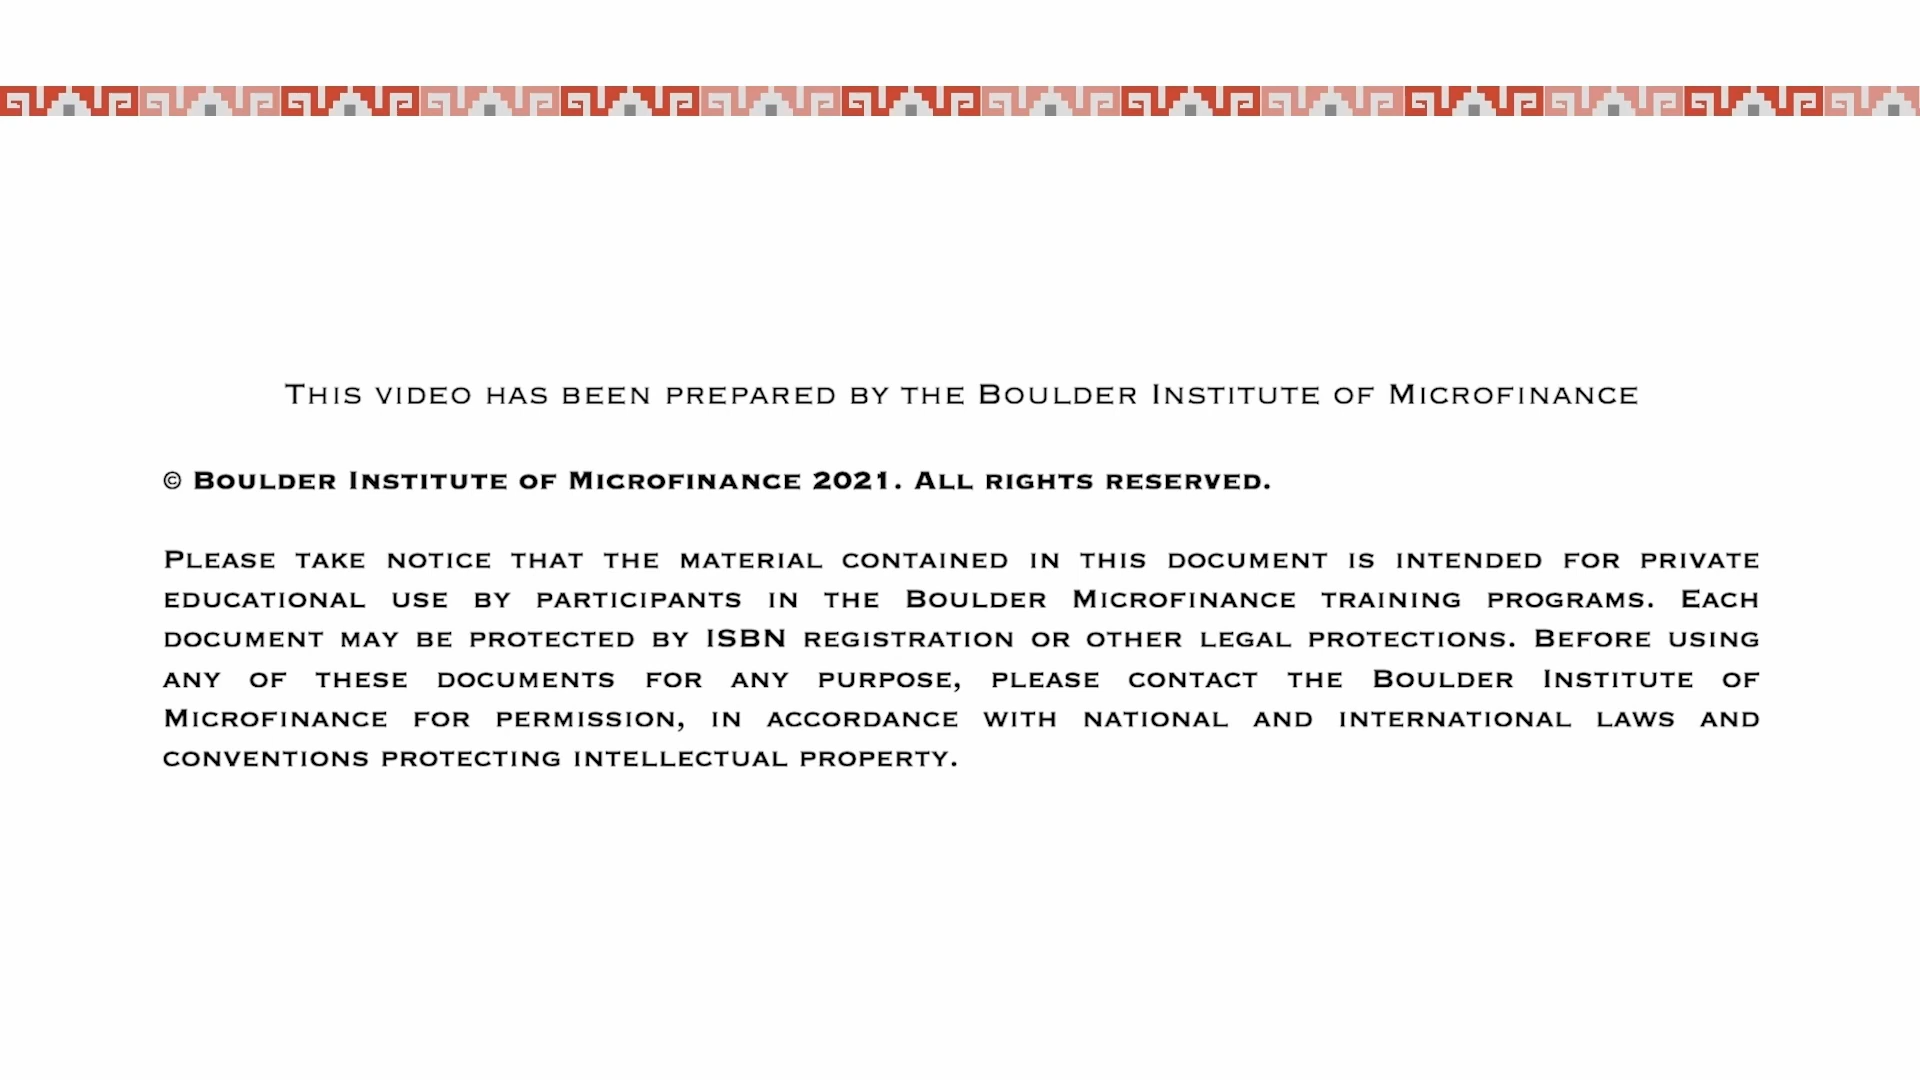 This video has been prepared by the Boulder Institute of Microfinance
© Boulder Institute of Microfinance 2021. All rights reserved.
Please take notice that the material contained in this document is intended for private
educational use by participants in the Boulder Microfinance training programs. Each
document may be protected by ISBN registration or other legal protections. Before using
any of these documents for any purpose, please contact the Boulder Institute of
Microfinance for permission, in accordance with national and international laws and
conventions protecting intellectual property.